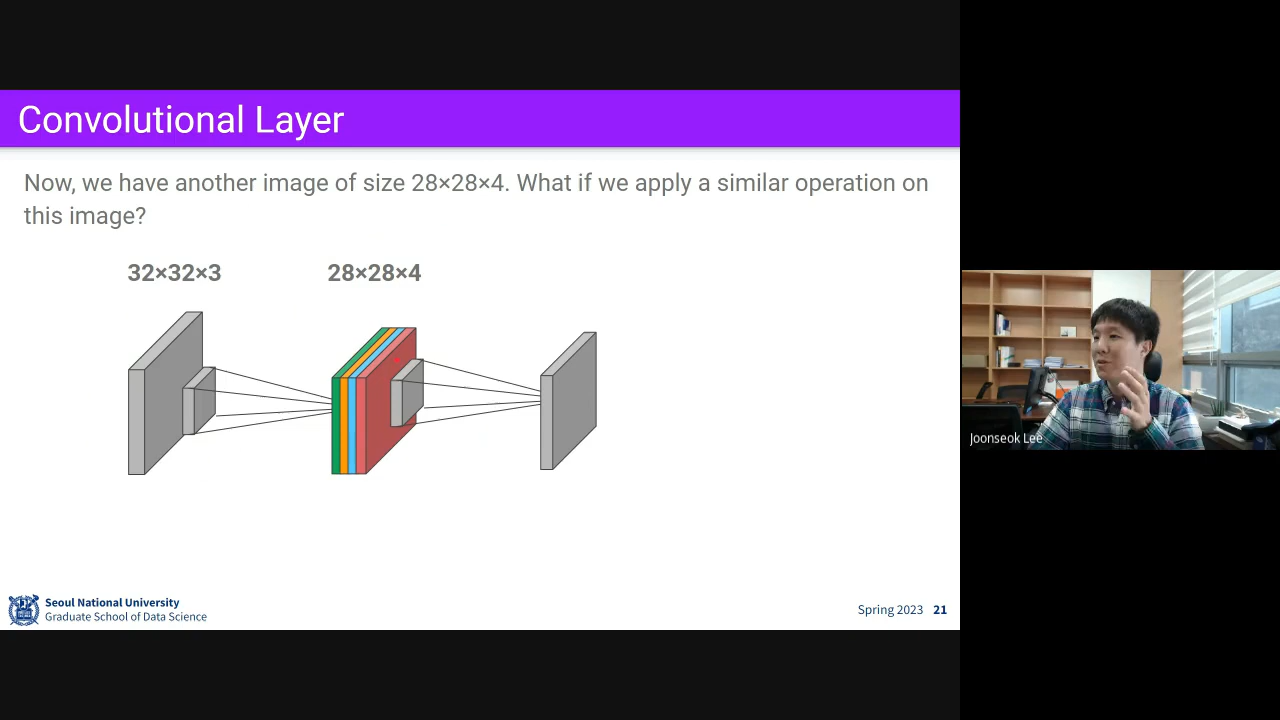 Convolutional Layer
Now, we have another image of size 28×28×4. What if we apply a similar operation on
this image?
32×32×3
28×28×4
Joonseok Lee
Seoul National University
Graduate School of Data Science
Spring 2023 21